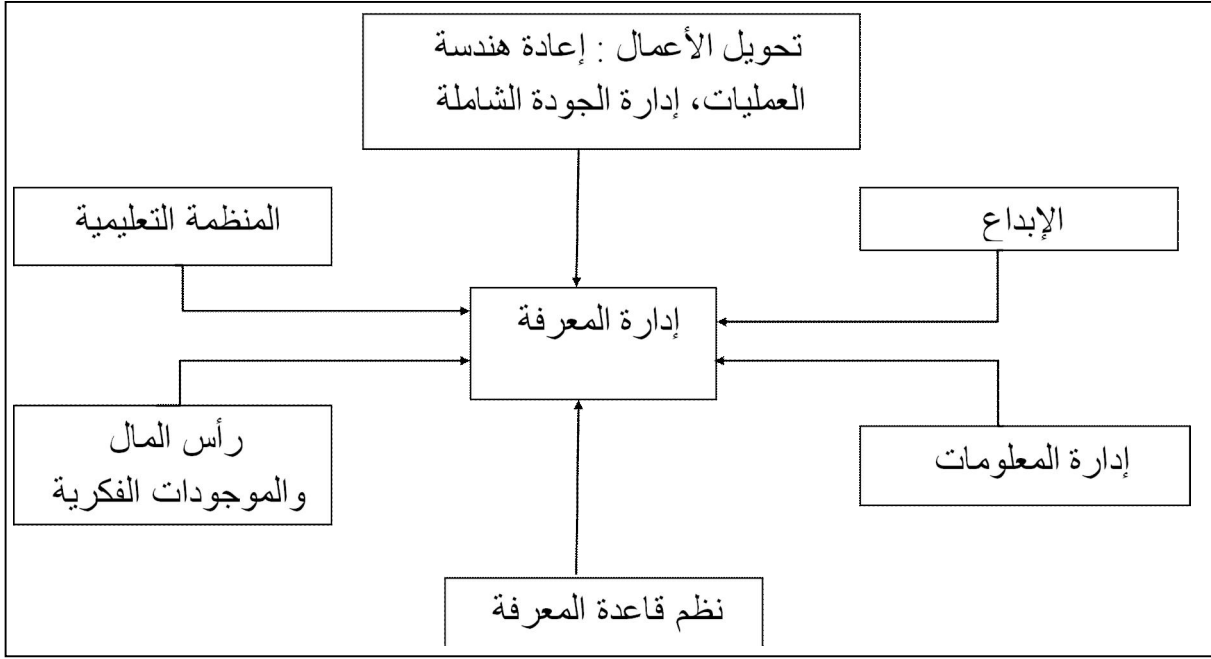 تحويل الأعمال : إعادة هندسة
العمليات، إدارة الجودة الشاملة
الإبداع
المنظمة التعليمية
إدارة المعرفة
إدارة المعلومات
رأس المال
والموجودات الفكرية
نظم قاعدة المعرفة